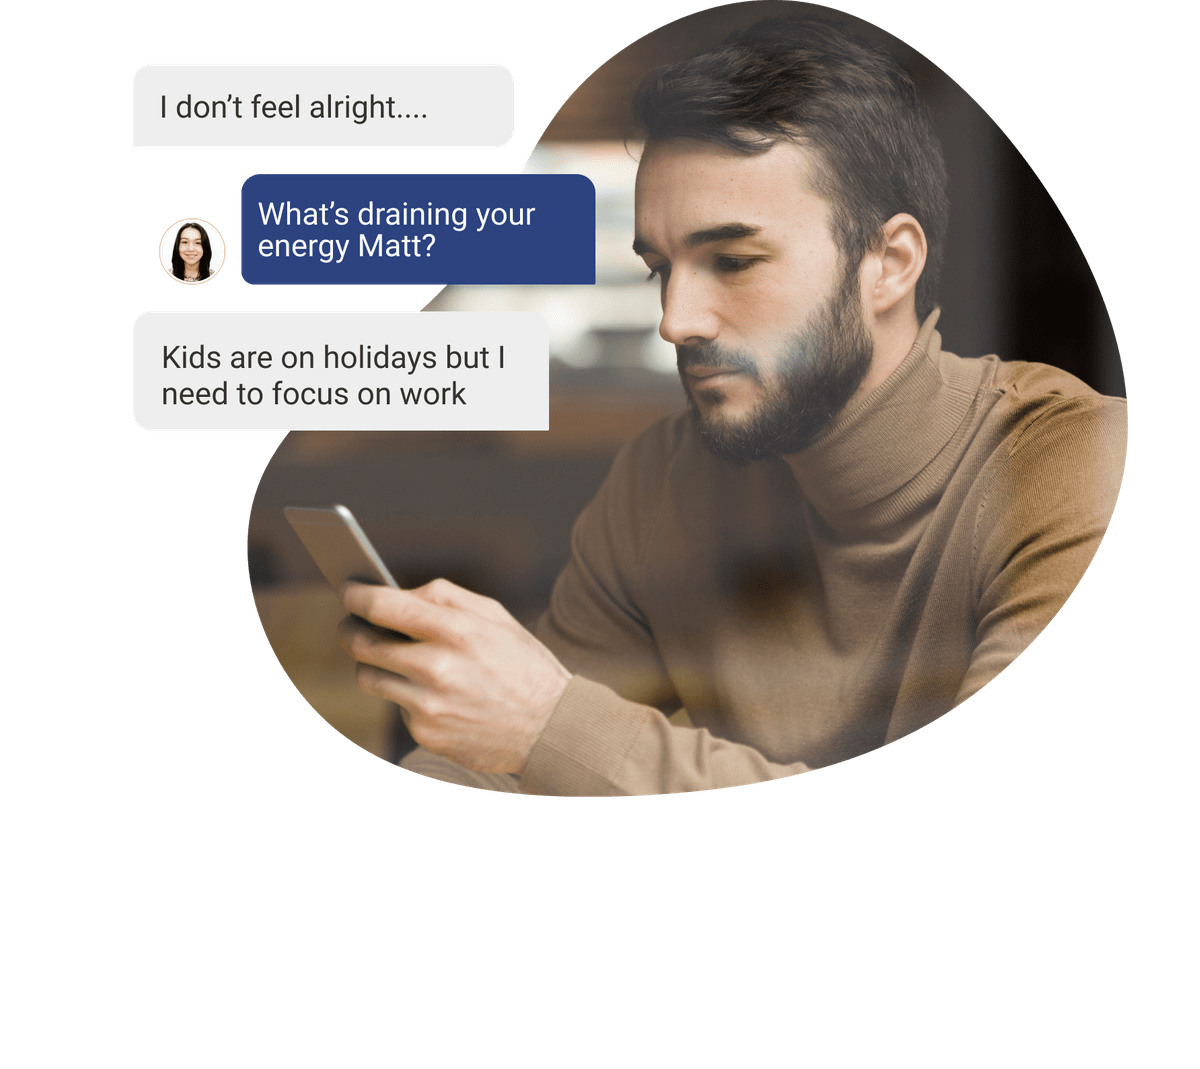 I don’t feel alright....
What’s draining your
energy Matt?
Kids are on holidays but I
need to focus on work